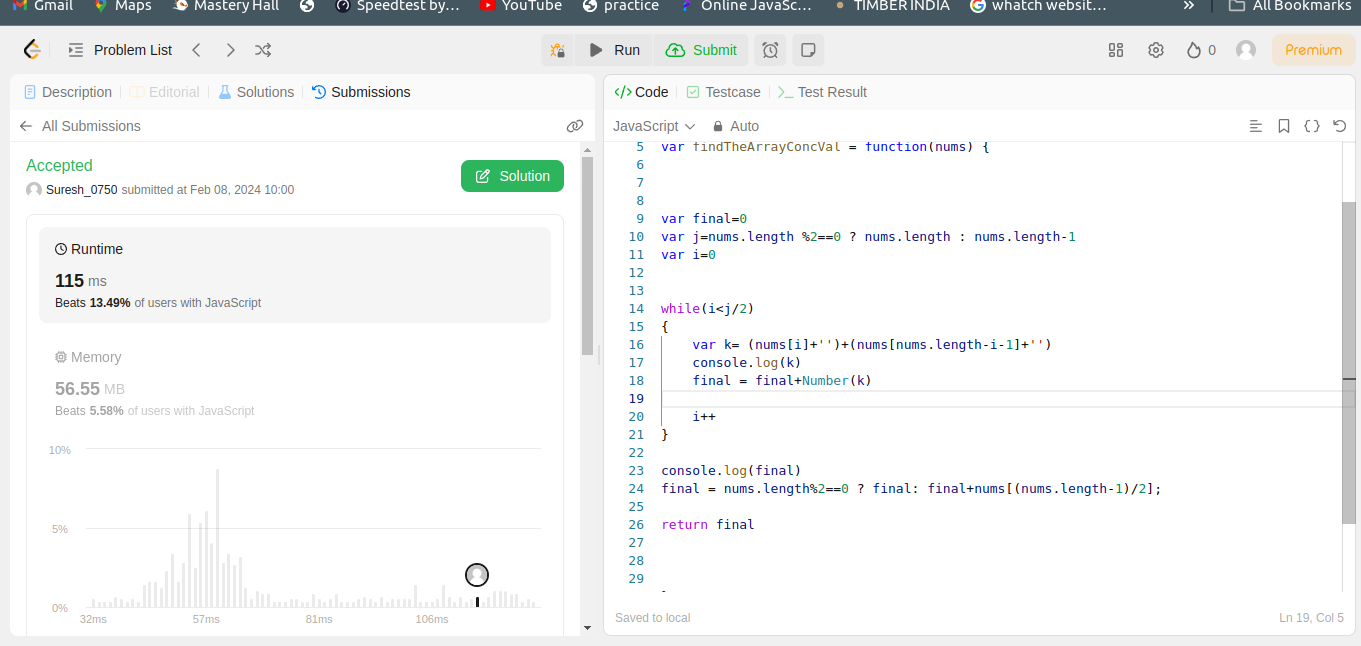 Gmail Maps Mastery Hall Speedtest by... YouTube practice Online JavaSc... TIMBER INDIA whatch websit... » All Bookmarks
Problem List Run Submit 0 Premium
Description Editorial Solutions Submissions
All Submissions
Accepted
Suresh_0750 submitted at Feb 08, 2024 10:00
Solution
Runtime
115 ms
Beats 13.49% of users with JavaScript
Memory
56.55 MB
Beats 5.58% of users with JavaScript
10%
5%
0%
32ms 57ms 81ms 106ms
</> Code Testcase Test Result
JavaScript Auto
5 var findTheArrayConcVal = function(nums) {
6
7
8
9 var final=0
10 var j=nums.length %2==0 ? nums.length : nums.length-1
11 var i=0
12
13
14 while(i<j/2)
15 {
16 var k= (nums[i]+'')+(nums[nums.length-i-1]+'')
17 console.log(k)
18 final = final+Number(k)
19
20 i++
21 }
22
23 console.log(final)
24 final = nums.length%2==0 ? final: final+nums[(nums.length-1)/2];
25
26 return final
27
28
29
Saved to local Ln 19, Col 5